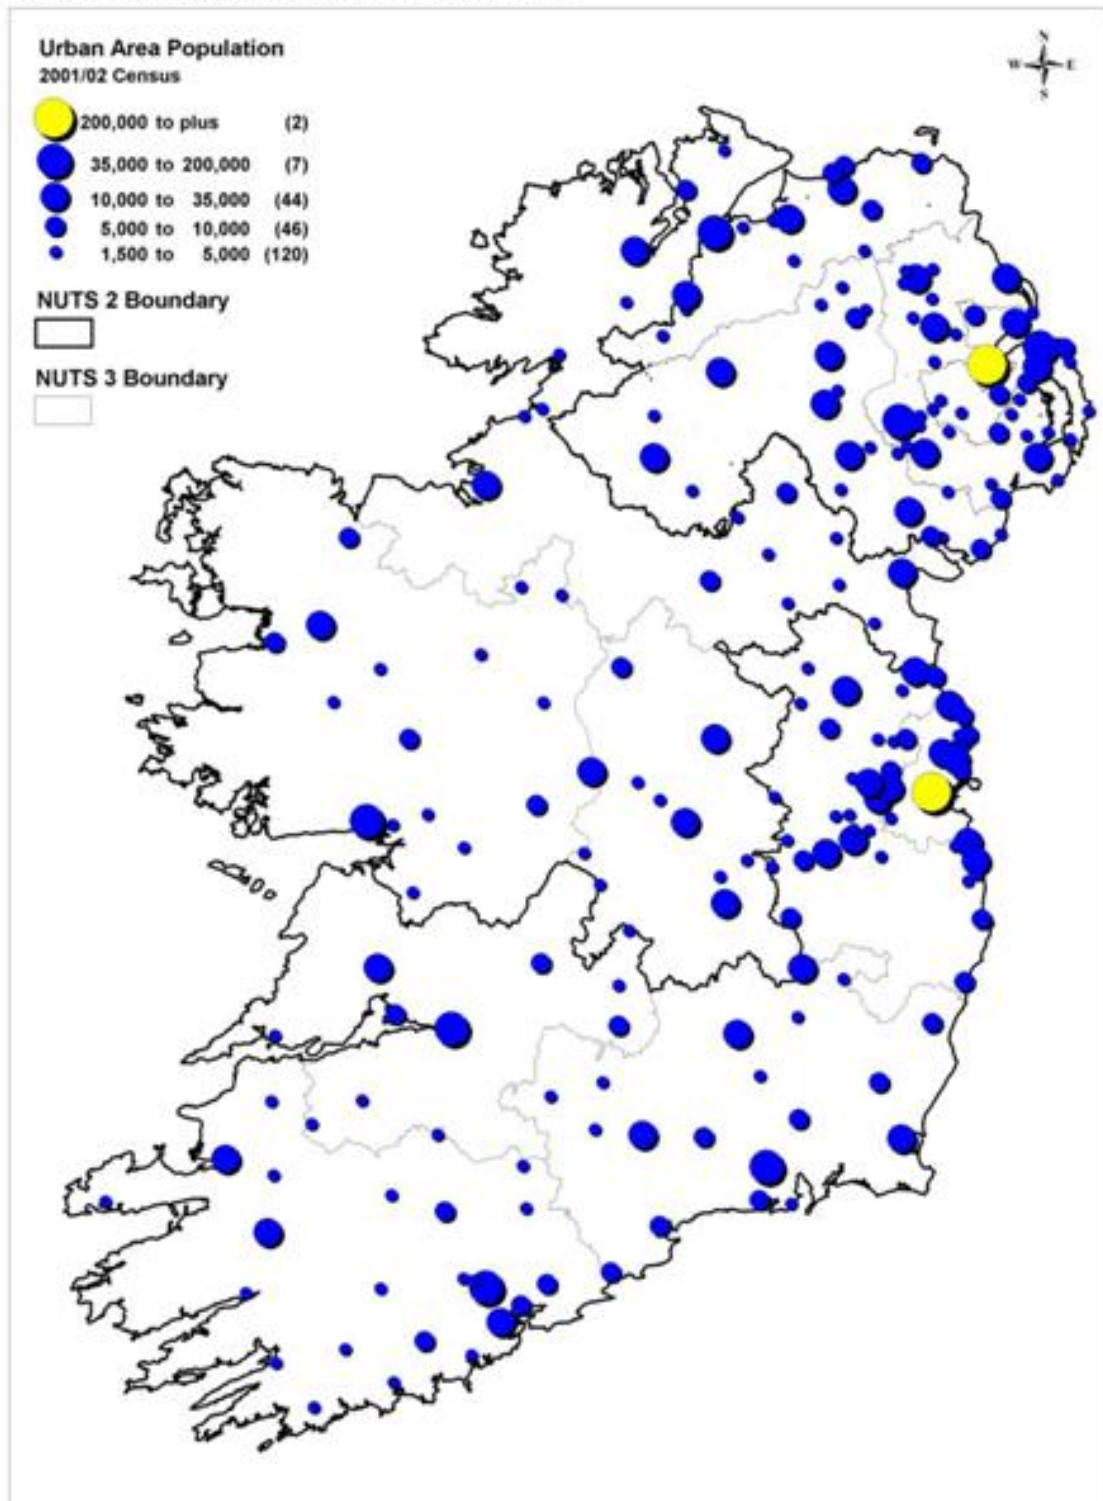 Urban Area Population
2001/02 Census
200,000 to plus (2)
35,000 to 200,000 (7)
10,000 to 35,000 (44)
5,000 to 10,000 (46)
1,500 to 5,000 (120)
NUTS 2 Boundary
NUTS 3 Boundary
N
W E
S